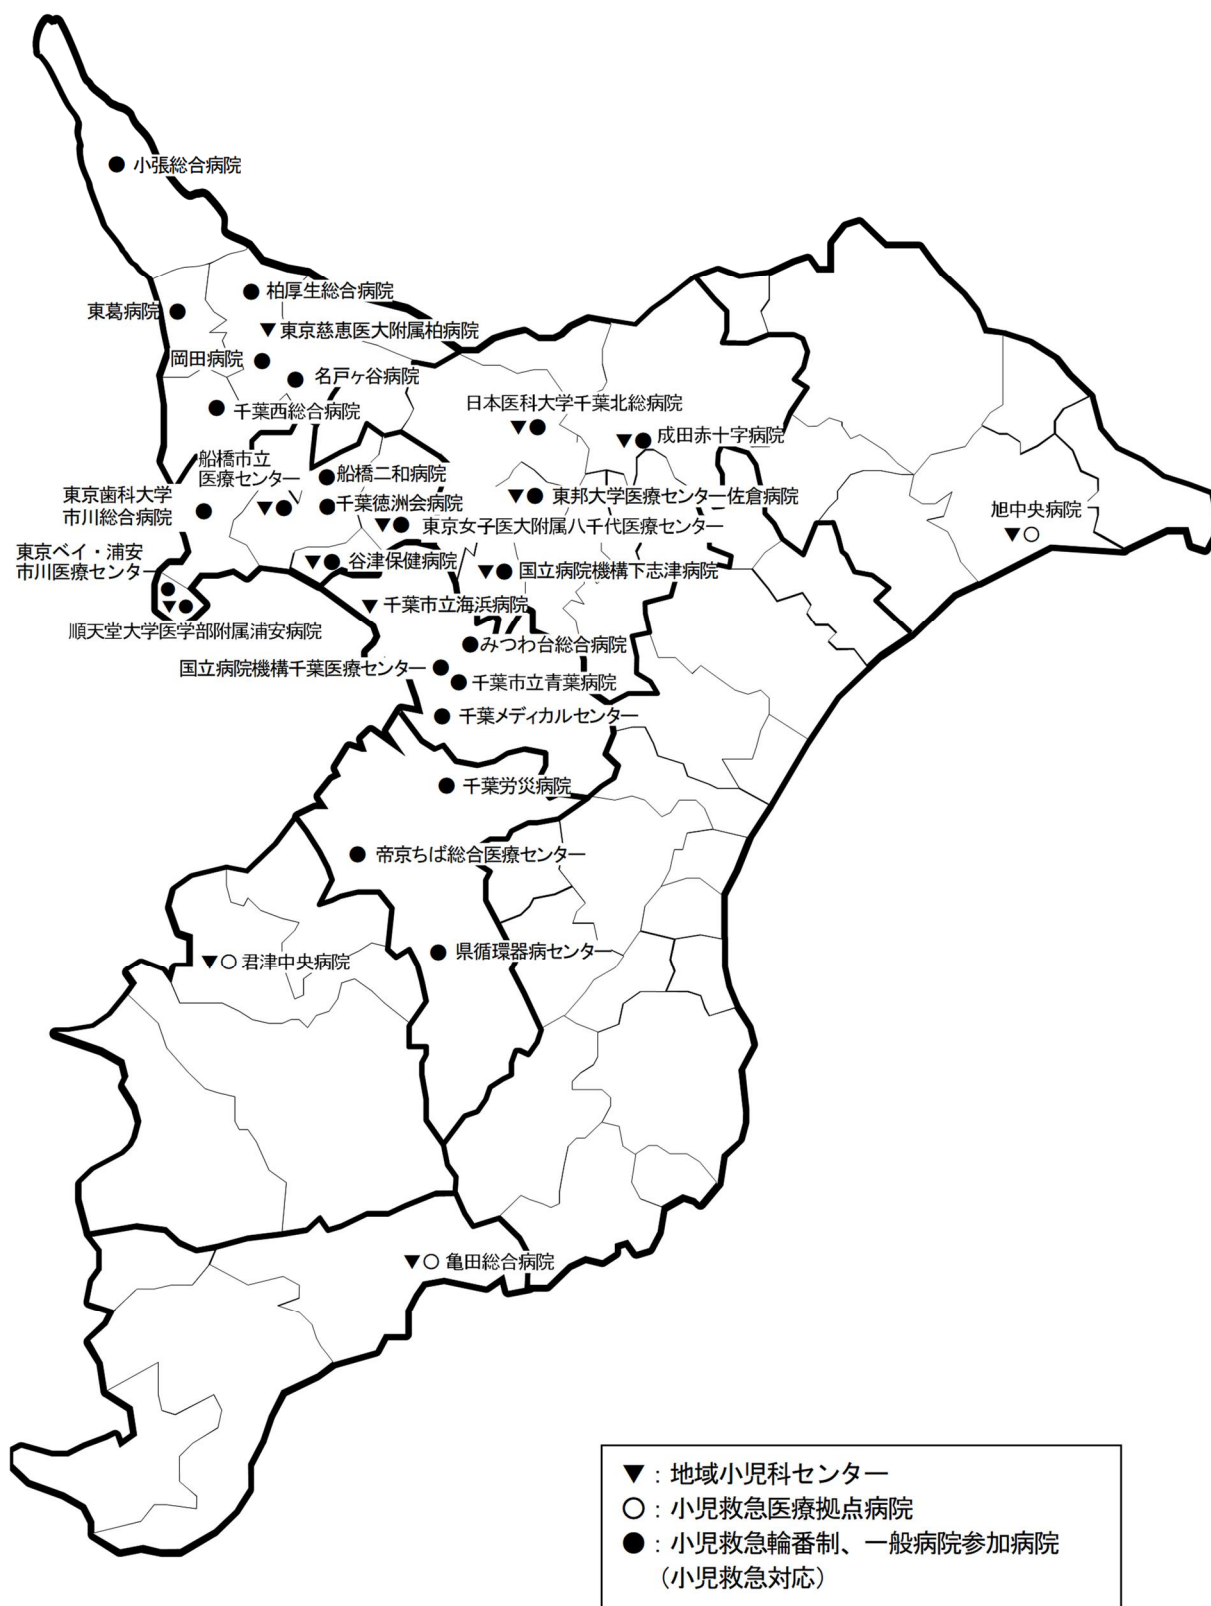 ● 小張総合病院
● 柏厚生総合病院
東葛病院 ●
▼ 東京慈恵医大附属柏病院
岡田病院 ●
● 名戸ヶ谷病院
● 千葉西総合病院
日本医科大学千葉北総病院
▼●
▼● 成田赤十字病院
船橋市立
医療センター
▼●
● 船橋二和病院
東京歯科大学
市川総合病院 ●
● 千葉徳洲会病院
▼● 東邦大学医療センター佐倉病院
▼● 東京女子医大附属八千代医療センター
旭中央病院
▼○
東京ベイ・浦安
市川医療センター
●
▼● 谷津保健病院
▼● 国立病院機構下志津病院
▼ 千葉市立海浜病院
▼●
順天堂大学医学部附属浦安病院
● みつわ台総合病院
国立病院機構千葉医療センター ●
● 千葉市立青葉病院
● 千葉メディカルセンター
● 千葉労災病院
● 帝京ちば総合医療センター
● 県循環器病センター
▼○ 君津中央病院
▼○ 亀田総合病院
▼：地域小児科センター
○：小児救急医療拠点病院
●：小児救急輪番制、一般病院参加病院
（小児救急対応）